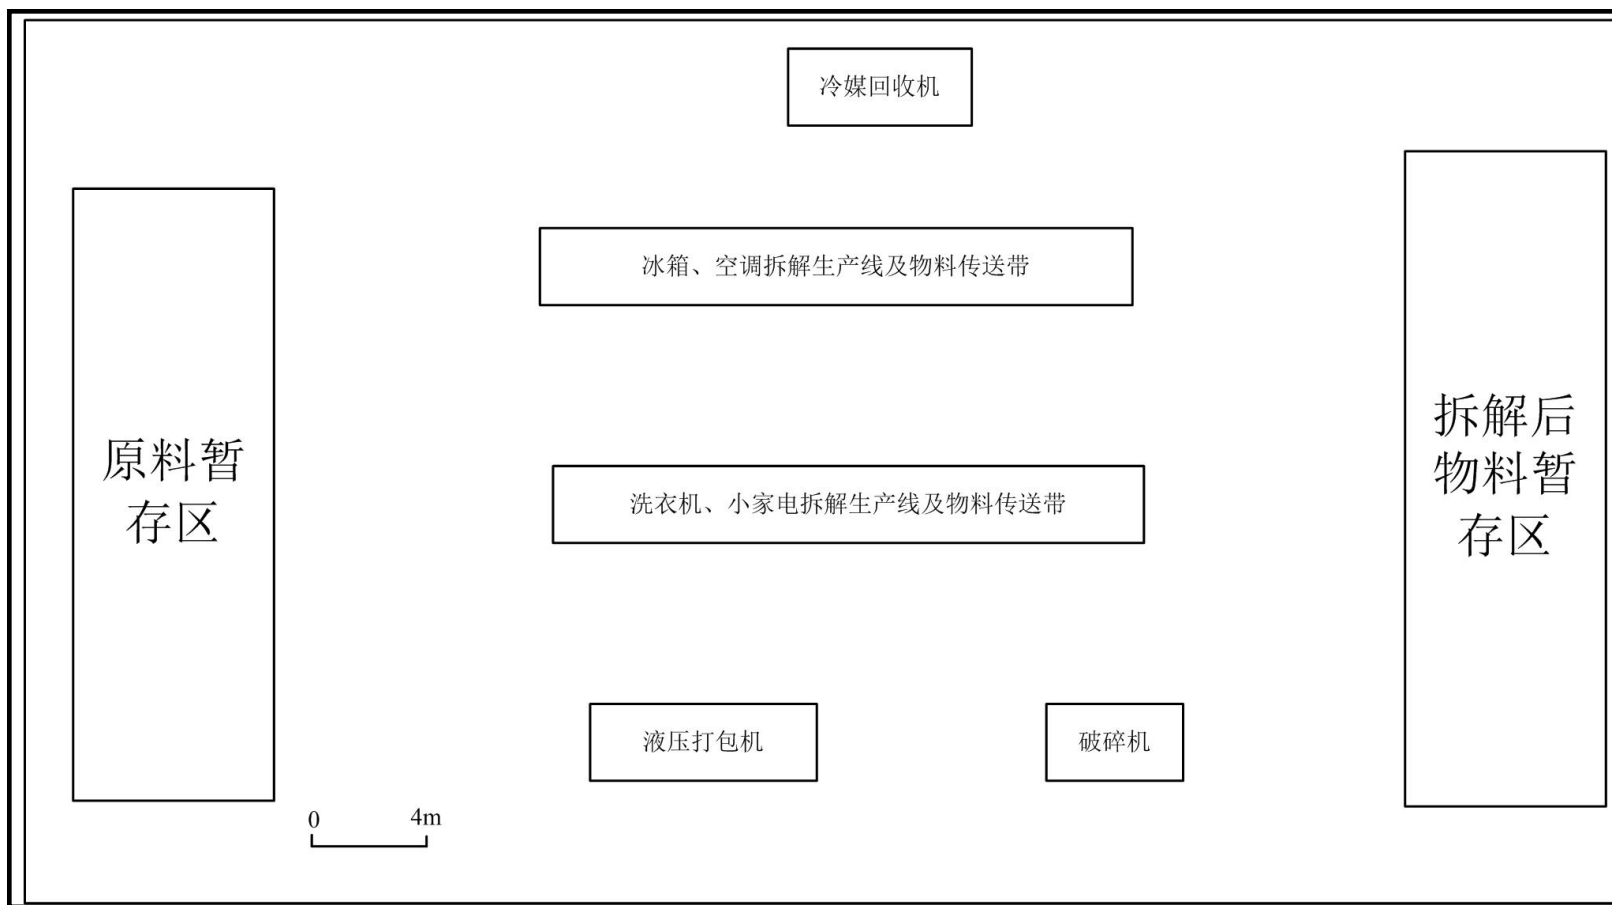 冷媒回收机
冰箱、空调拆解生产线及物料传送带
原料暂
存区
洗衣机、小家电拆解生产线及物料传送带
拆解后
物料暂
存区
液压打包机
破碎机
0 4m